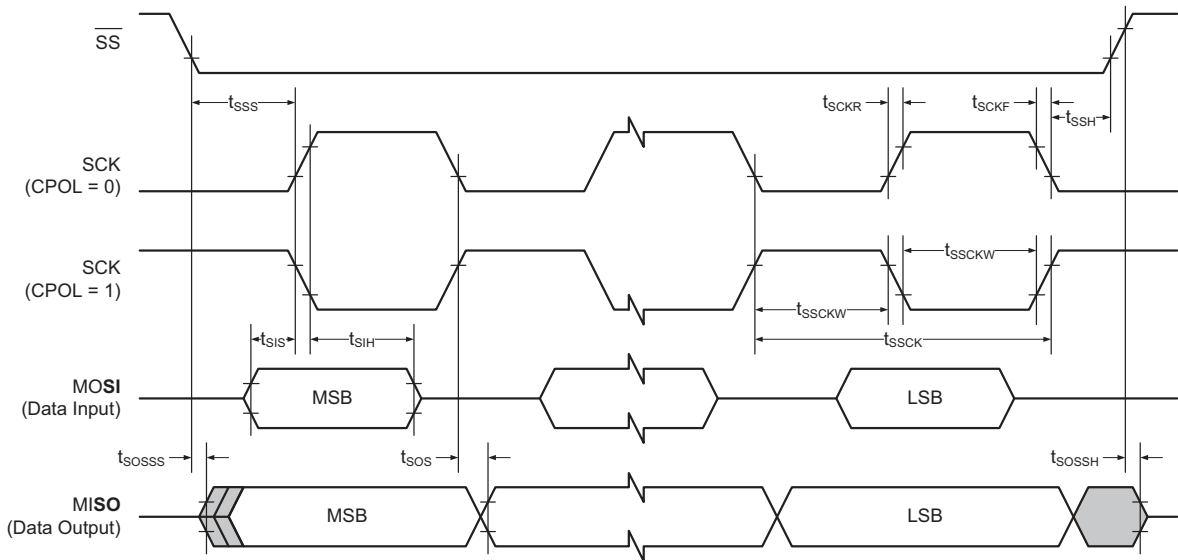 SS
tSSS
tSCKR
tSCKF
tSSH
SCK
(CPOL = 0)
SCK
(CPOL = 1)
tSSCKW
tSSCKW
tSIS
tSIH
tSSCK
MOSI
(Data Input)
MSB
LSB
tSOSSS
tSOS
tSOSSH
MISO
(Data Output)
MSB
LSB